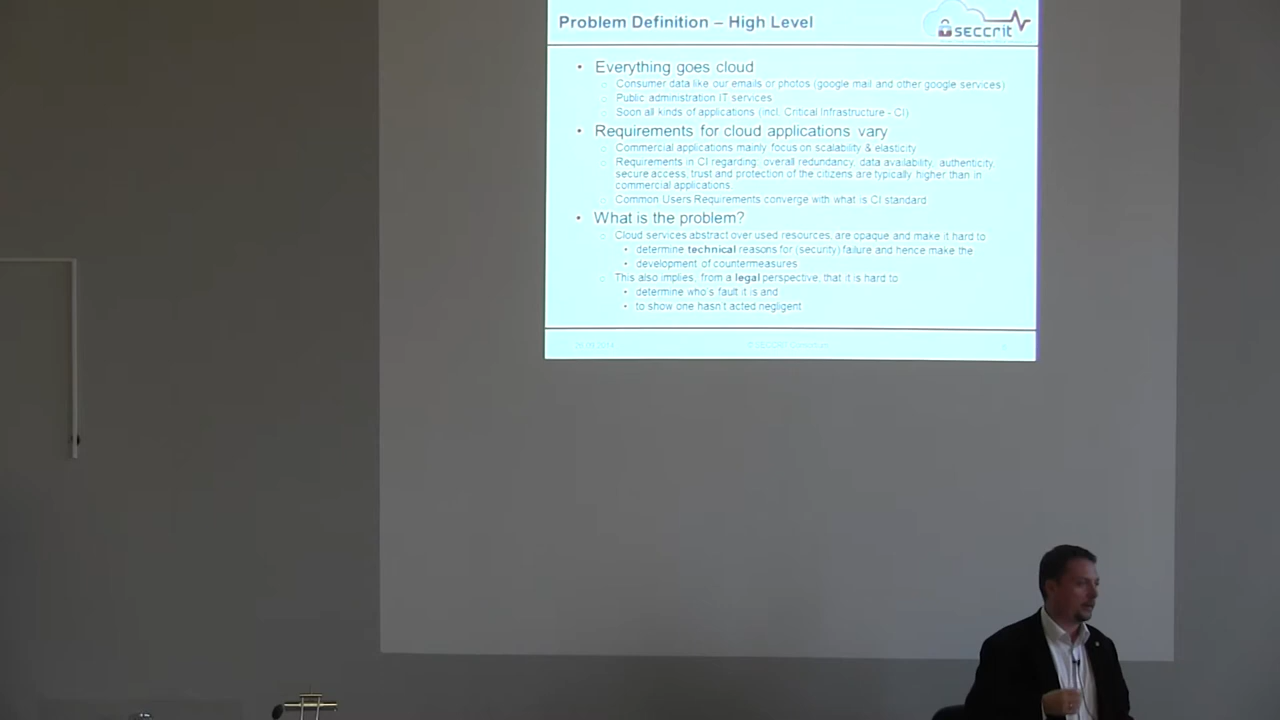 Problem Definition – High Level
seccrit
• Everything goes cloud
○ Consumer data like our emails or photos (google mail and other google services)
○ Public administration IT services
○ Soon all kinds of applications (incl. Critical Infrastructure - CI)
• Requirements for cloud applications vary
○ Commercial applications mainly focus on scalability & elasticity
○ Requirements in CI regarding: overall redundancy, data availability, authenticity,
secure access, trust and protection of the citizens are typically higher than in
commercial applications.
○ Common Users Requirements converge with what is CI standard
• What is the problem?
○ Cloud services abstract over used resources, are opaque and make it hard to
• determine technical reasons for (security) failure and hence make the
• development of countermeasures
○ This also implies, from a legal perspective, that it is hard to
• determine who's fault it is and
• to show one hasn't acted negligent
© SECCRIT Consortium